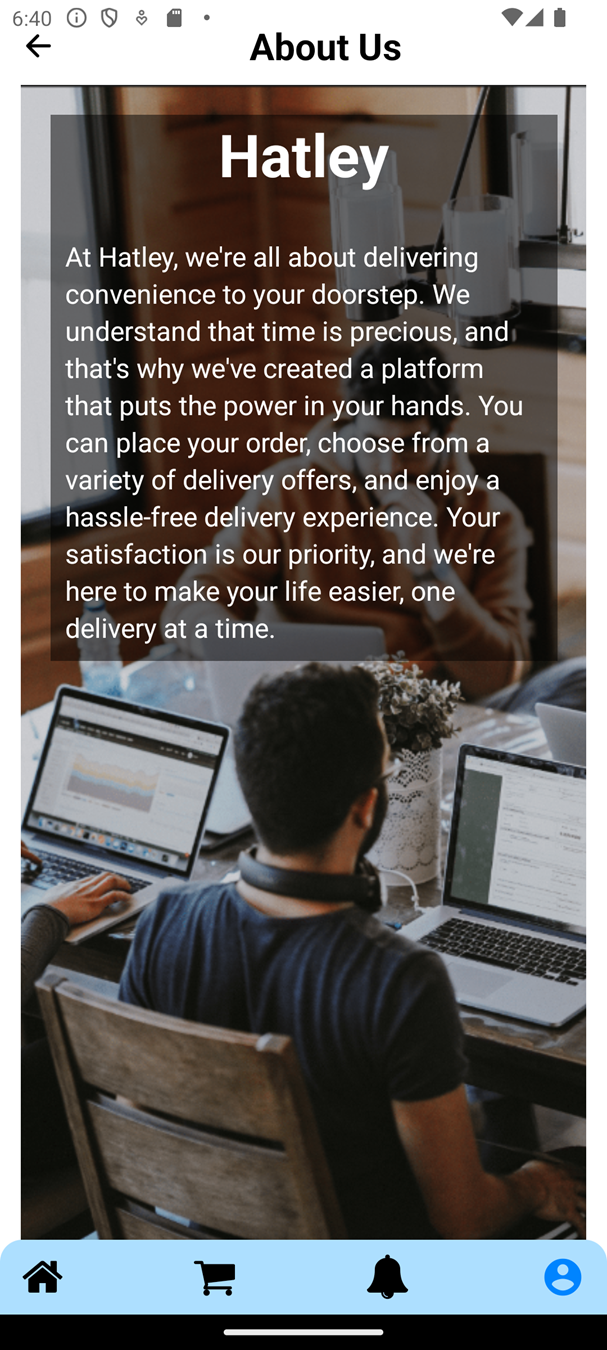 6:40
About Us
Hatley
At Hatley, we're all about delivering
convenience to your doorstep. We
understand that time is precious, and
that's why we've created a platform
that puts the power in your hands. You
can place your order, choose from a
variety of delivery offers, and enjoy a
hassle-free delivery experience. Your
satisfaction is our priority, and we're
here to make your life easier, one
delivery at a time.